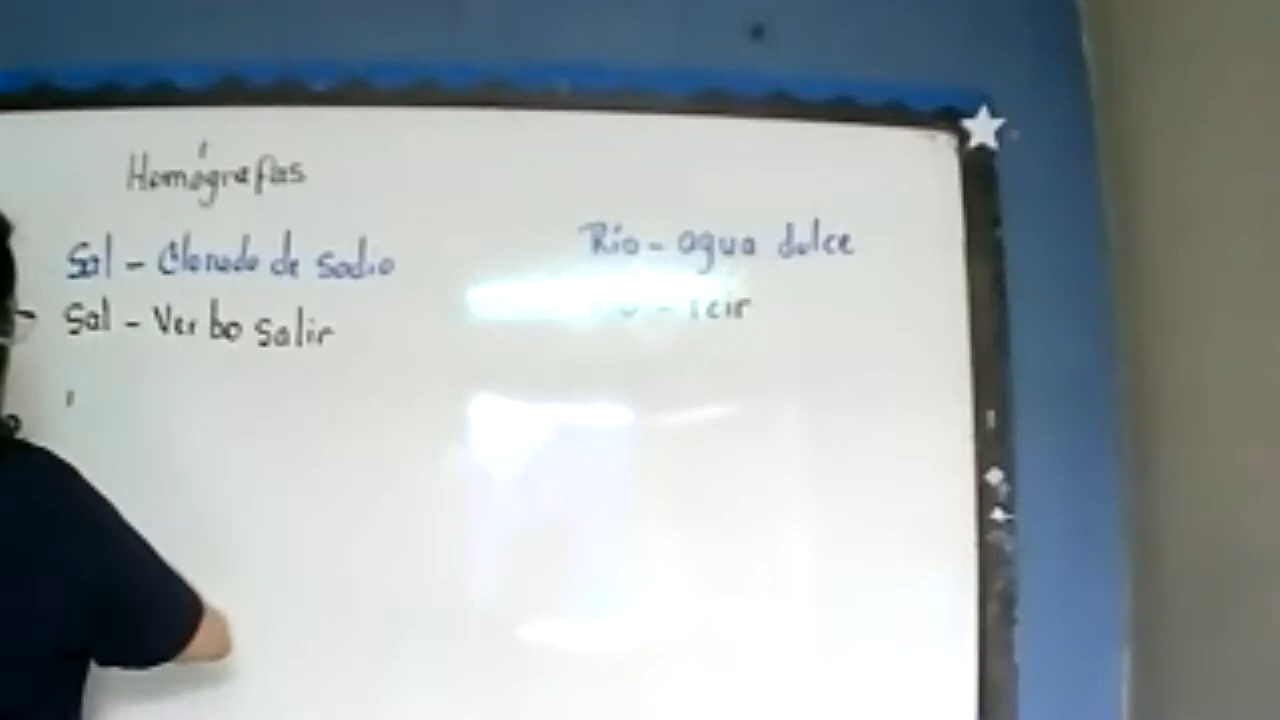 Homógrafas
Sal - Cloruro de sodio
Sal - Verbo salir
Río - agua dulce